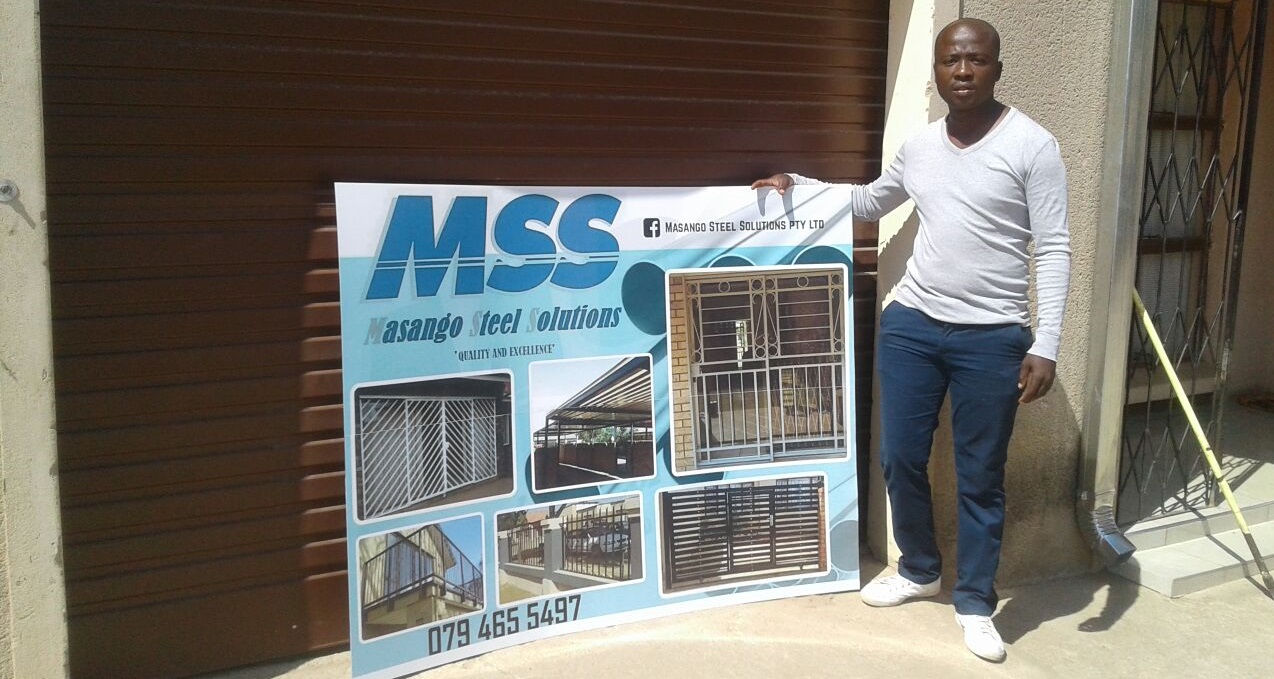 MSS
f MASANGO STEEL SOLUTIONS PTY LTD
Masango Steel Solutions
"QUALITY AND EXCELLENCE"
079 465 5497